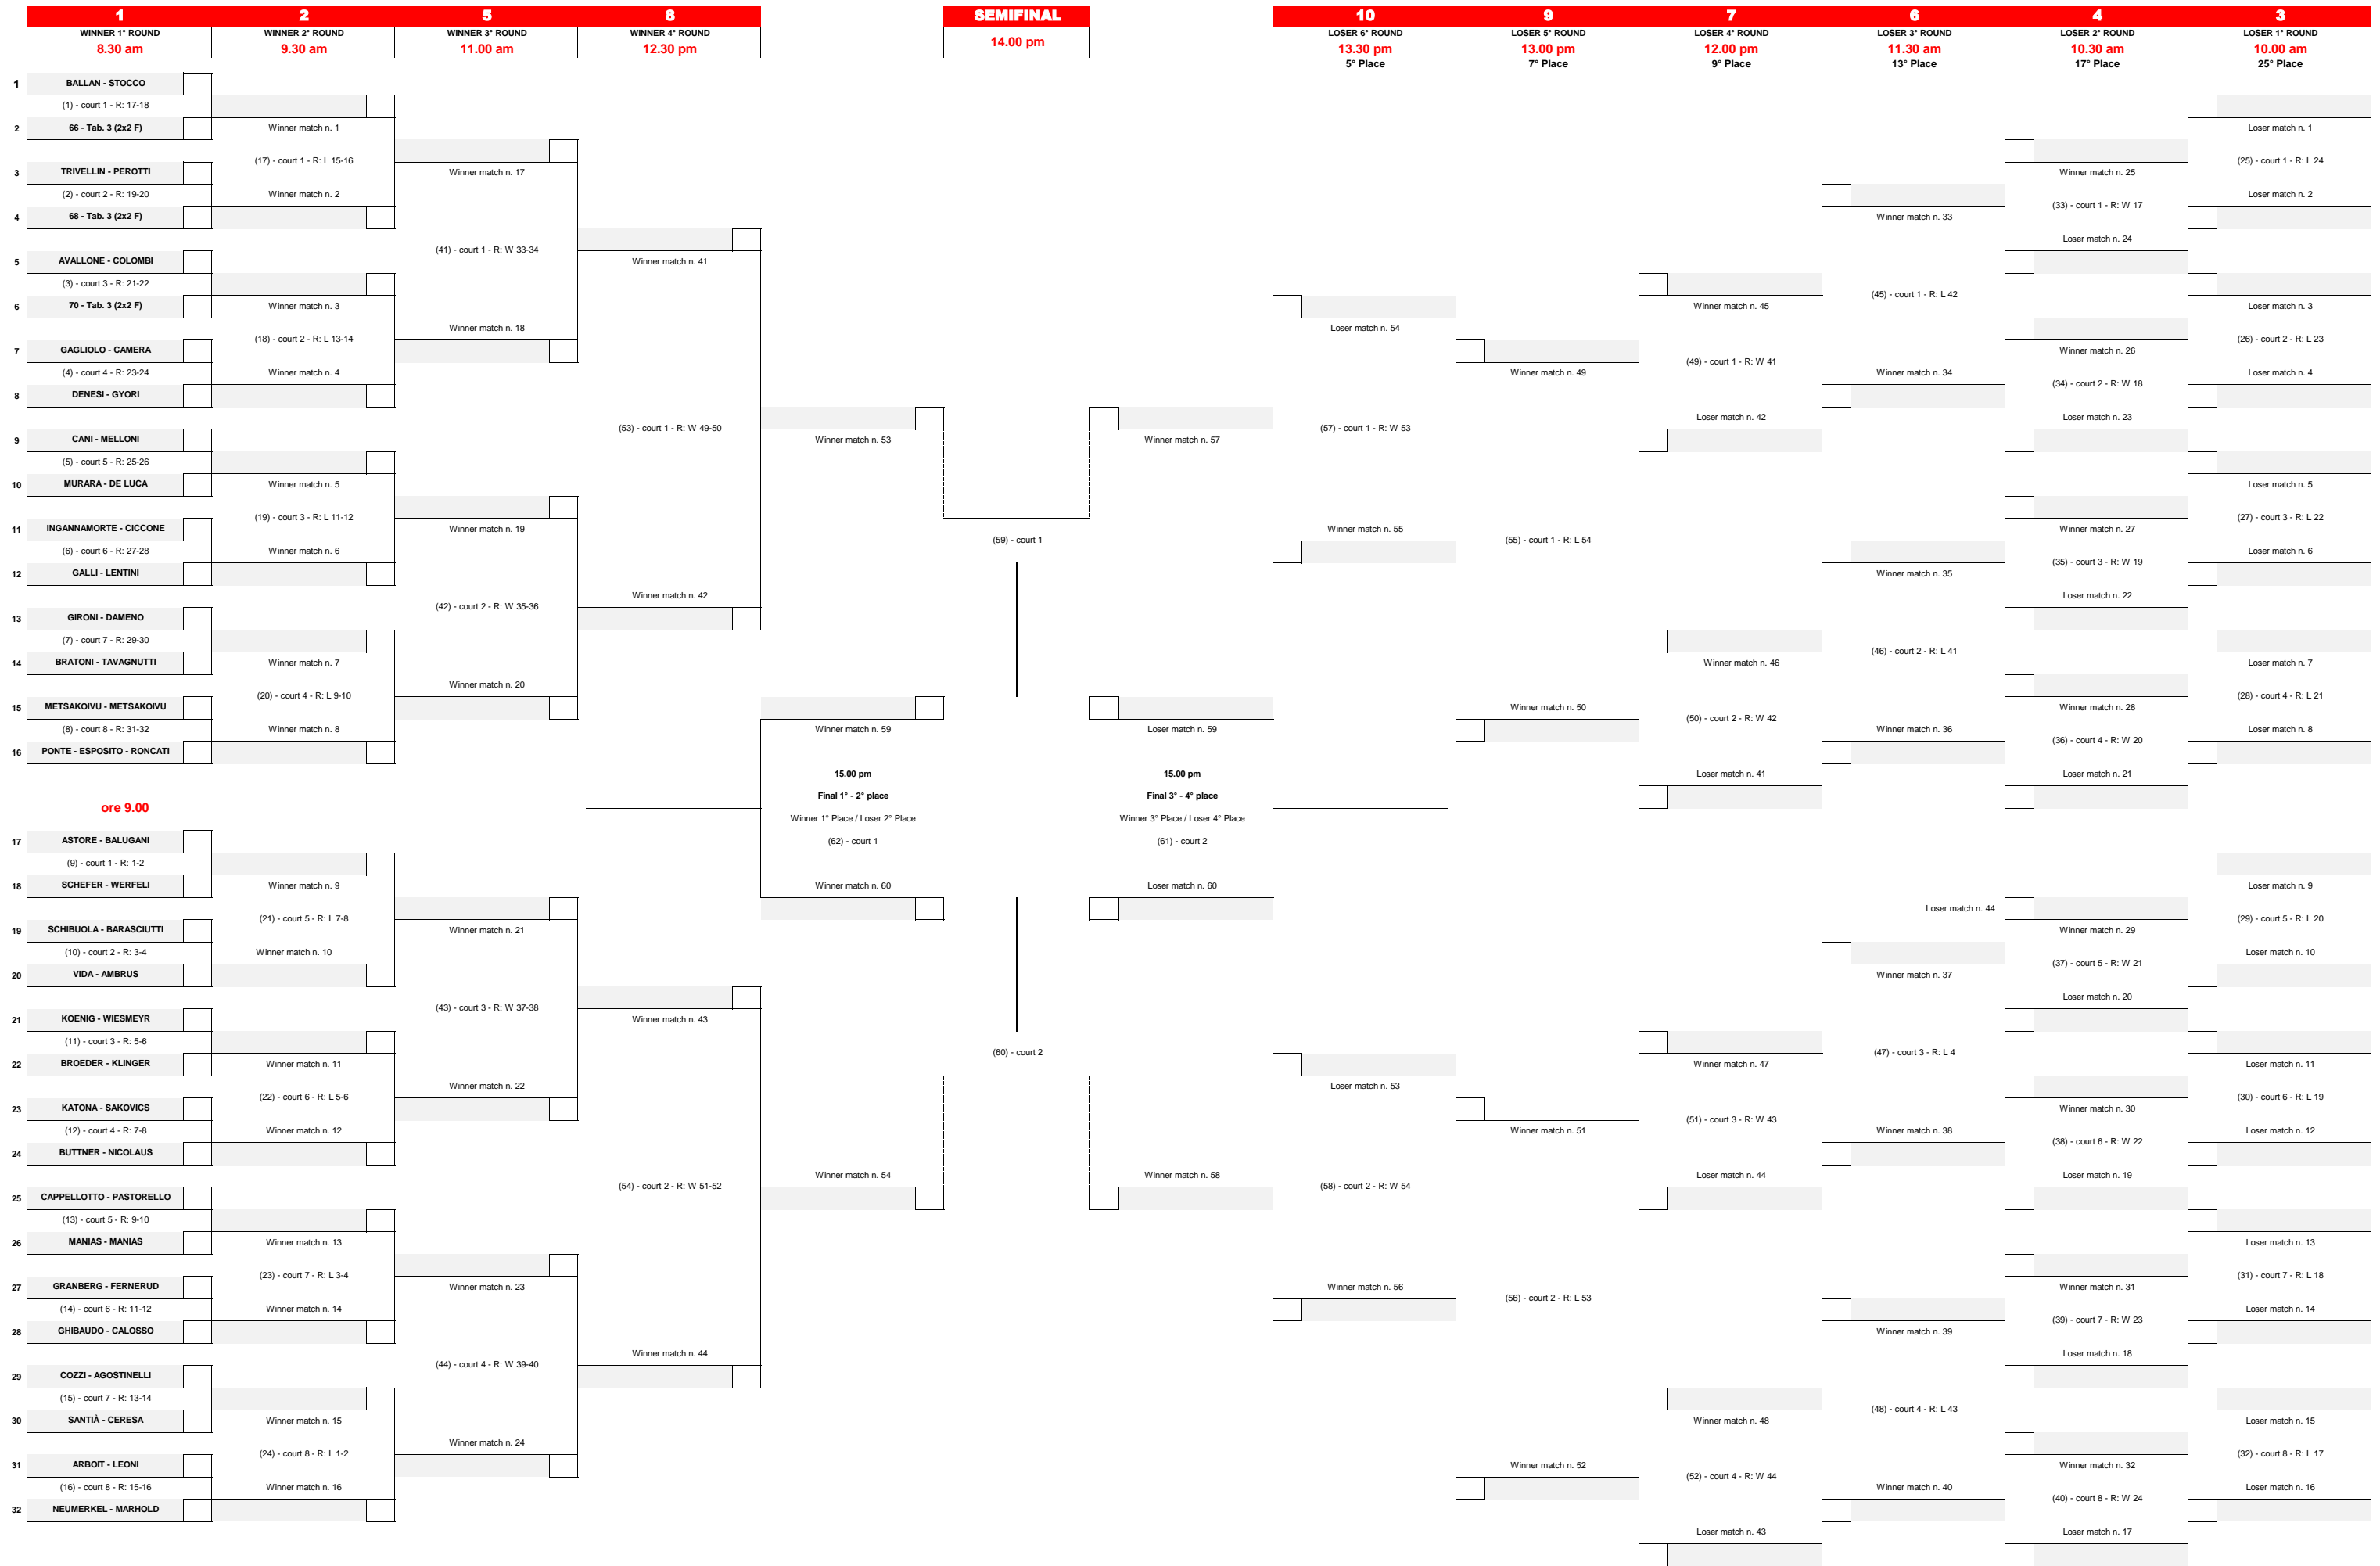 1 2 5 8 SEMIFINAL 10 9 7 6 4 3
WINNER 1° ROUND WINNER 2° ROUND WINNER 3° ROUND WINNER 4° ROUND LOSER 6° ROUND LOSER 5° ROUND LOSER 4° ROUND LOSER 3° ROUND LOSER 2° ROUND LOSER 1° ROUND
8.30 am 9.30 am 11.00 am 12.30 pm 14.00 pm 13.30 pm 13.00 pm 12.00 pm 11.30 am 10.30 am 10.00 am
5° Place 7° Place 9° Place 13° Place 17° Place 25° Place
1 BALLAN - STOCCO
(1) - court 1 - R: 17-18
2 66 - Tab. 3 (2x2 F)
3 TRIVELLIN - PEROTTI
(2) - court 2 - R: 19-20
4 68 - Tab. 3 (2x2 F)
5 AVALLONE - COLOMBI
(3) - court 3 - R: 21-22
6 70 - Tab. 3 (2x2 F)
7 GAGLIOLO - CAMERA
(4) - court 4 - R: 23-24
8 DENESI - GYORI
9 CANI - MELLONI
(5) - court 5 - R: 25-26
10 MURARA - DE LUCA
11 INGANNAMORTE - CICCONE
(6) - court 6 - R: 27-28
12 GALLI - LENTINI
13 GIRONI - DAMENO
(7) - court 7 - R: 29-30
14 BRATONI - TAVAGNUTTI
15 METSAKOIVU - METSAKOIVU
(8) - court 8 - R: 31-32
16 PONTE - ESPOSITO - RONCATI
ore 9.00
17 ASTORE - BALUGANI
(9) - court 1 - R: 1-2
18 SCHEFER - WERFELI
19 SCHIBUOLA - BARASCIUTTI
(10) - court 2 - R: 3-4
20 VIDA - AMBRUS
21 KOENIG - WIESMEYR
(11) - court 3 - R: 5-6
22 BROEDER - KLINGER
23 KATONA - SAKOVICS
(12) - court 4 - R: 7-8
24 BUTTNER - NICOLAUS
25 CAPPELLOTTO - PASTORELLO
(13) - court 5 - R: 9-10
26 MANIAS - MANIAS
27 GRANBERG - FERNERUD
(14) - court 6 - R: 11-12
28 GHIBAUDO - CALOSSO
29 COZZI - AGOSTINELLI
(15) - court 7 - R: 13-14
30 SANTIÀ - CERESA
31 ARBOIT - LEONI
(16) - court 8 - R: 15-16
32 NEUMERKEL - MARHOLD
Winner match n. 1
(17) - court 1 - R: L 15-16
Winner match n. 2
Winner match n. 3
(18) - court 2 - R: L 13-14
Winner match n. 4
Winner match n. 5
(19) - court 3 - R: L 11-12
Winner match n. 6
Winner match n. 7
(20) - court 4 - R: L 9-10
Winner match n. 8
Winner match n. 9
(21) - court 5 - R: L 7-8
Winner match n. 10
Winner match n. 11
(22) - court 6 - R: L 5-6
Winner match n. 12
Winner match n. 13
(23) - court 7 - R: L 3-4
Winner match n. 14
Winner match n. 15
(24) - court 8 - R: L 1-2
Winner match n. 16
Winner match n. 17
(41) - court 1 - R: W 33-34
Winner match n. 18
Winner match n. 19
(42) - court 2 - R: W 35-36
Winner match n. 20
Winner match n. 21
(43) - court 3 - R: W 37-38
Winner match n. 22
Winner match n. 23
(44) - court 4 - R: W 39-40
Winner match n. 24
Winner match n. 41
(53) - court 1 - R: W 49-50
Winner match n. 42
Winner match n. 43
(54) - court 2 - R: W 51-52
Winner match n. 44
Winner match n. 53
Winner match n. 59
15.00 pm
Final 1° - 2° place
Winner 1° Place / Loser 2° Place
(62) - court 1
Winner match n. 60
Winner match n. 54
(59) - court 1
(60) - court 2
Winner match n. 57
Loser match n. 59
15.00 pm
Final 3° - 4° place
Winner 3° Place / Loser 4° Place
(61) - court 2
Loser match n. 60
Winner match n. 58
Loser match n. 54
(57) - court 1 - R: W 53
Winner match n. 55
Loser match n. 53
(58) - court 2 - R: W 54
Winner match n. 56
Winner match n. 49
(55) - court 1 - R: L 54
Winner match n. 50
Winner match n. 51
(56) - court 2 - R: L 53
Winner match n. 52
Winner match n. 45
(49) - court 1 - R: W 41
Loser match n. 42
Winner match n. 46
(50) - court 2 - R: W 42
Loser match n. 41
Winner match n. 47
(51) - court 3 - R: W 43
Loser match n. 44
Winner match n. 48
(52) - court 4 - R: W 44
Loser match n. 43
Winner match n. 33
(45) - court 1 - R: L 42
Winner match n. 34
Winner match n. 35
(46) - court 2 - R: L 41
Winner match n. 36
Loser match n. 44
Winner match n. 37
(47) - court 3 - R: L 4
Winner match n. 38
Winner match n. 39
(48) - court 4 - R: L 43
Winner match n. 40
Winner match n. 25
(33) - court 1 - R: W 17
Loser match n. 24
Winner match n. 26
(34) - court 2 - R: W 18
Loser match n. 23
Winner match n. 27
(35) - court 3 - R: W 19
Loser match n. 22
Winner match n. 28
(36) - court 4 - R: W 20
Loser match n. 21
Winner match n. 29
(37) - court 5 - R: W 21
Loser match n. 20
Winner match n. 30
(38) - court 6 - R: W 22
Loser match n. 19
Winner match n. 31
(39) - court 7 - R: W 23
Loser match n. 18
Winner match n. 32
(40) - court 8 - R: W 24
Loser match n. 17
Loser match n. 1
(25) - court 1 - R: L 24
Loser match n. 2
Loser match n. 3
(26) - court 2 - R: L 23
Loser match n. 4
Loser match n. 5
(27) - court 3 - R: L 22
Loser match n. 6
Loser match n. 7
(28) - court 4 - R: L 21
Loser match n. 8
Loser match n. 9
(29) - court 5 - R: L 20
Loser match n. 10
Loser match n. 11
(30) - court 6 - R: L 19
Loser match n. 12
Loser match n. 13
(31) - court 7 - R: L 18
Loser match n. 14
Loser match n. 15
(32) - court 8 - R: L 17
Loser match n. 16